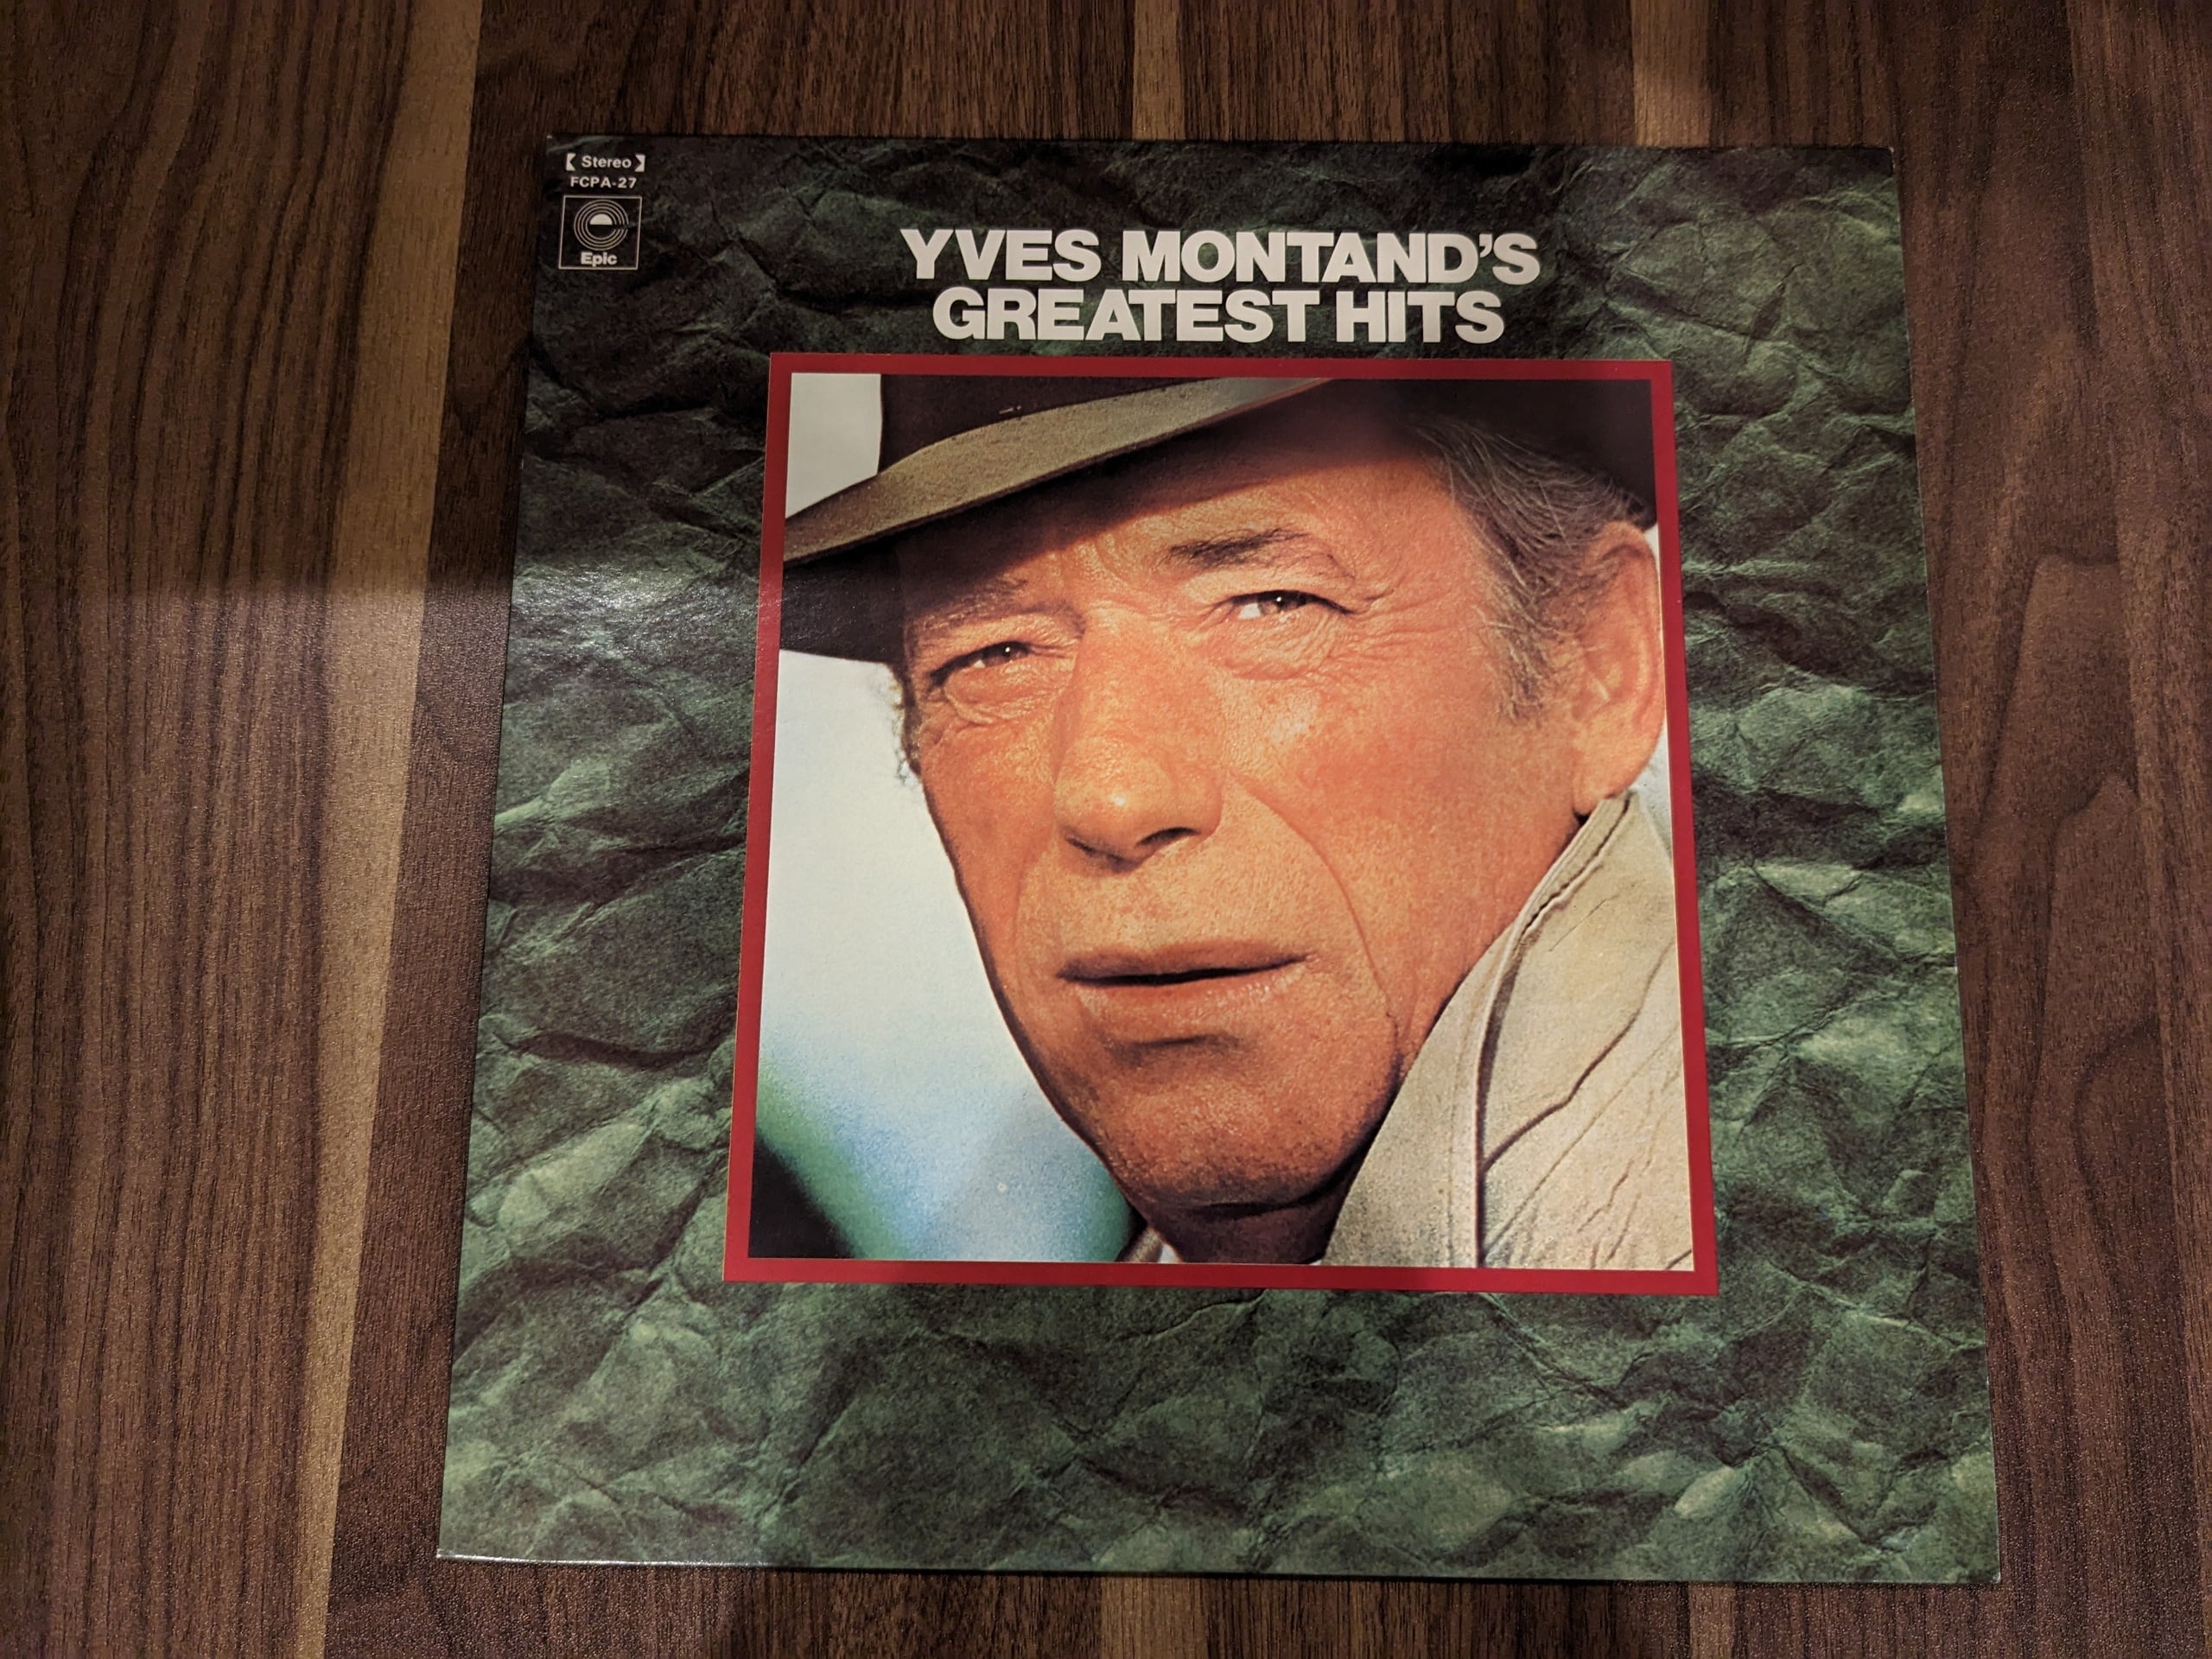 【Stereo】
FCPA-27
Epic
YVES MONTAND'S
GREATEST HITS